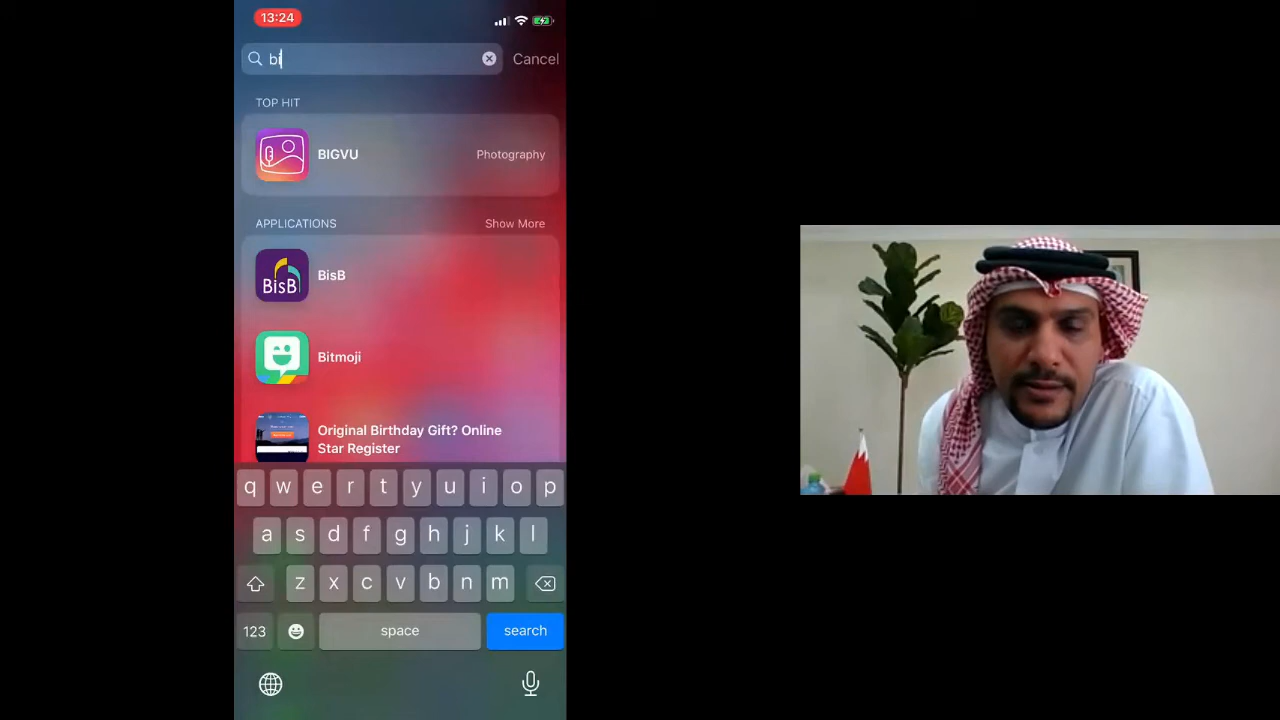 13:24
bi
Cancel
TOP HIT
BIGVU
Photography
APPLICATIONS
Show More
BisB
BisB
Bitmoji
Original Birthday Gift? Online
Star Register
q w e r t y u i o p
a s d f g h j k l
z x c v b n m
123
space
search